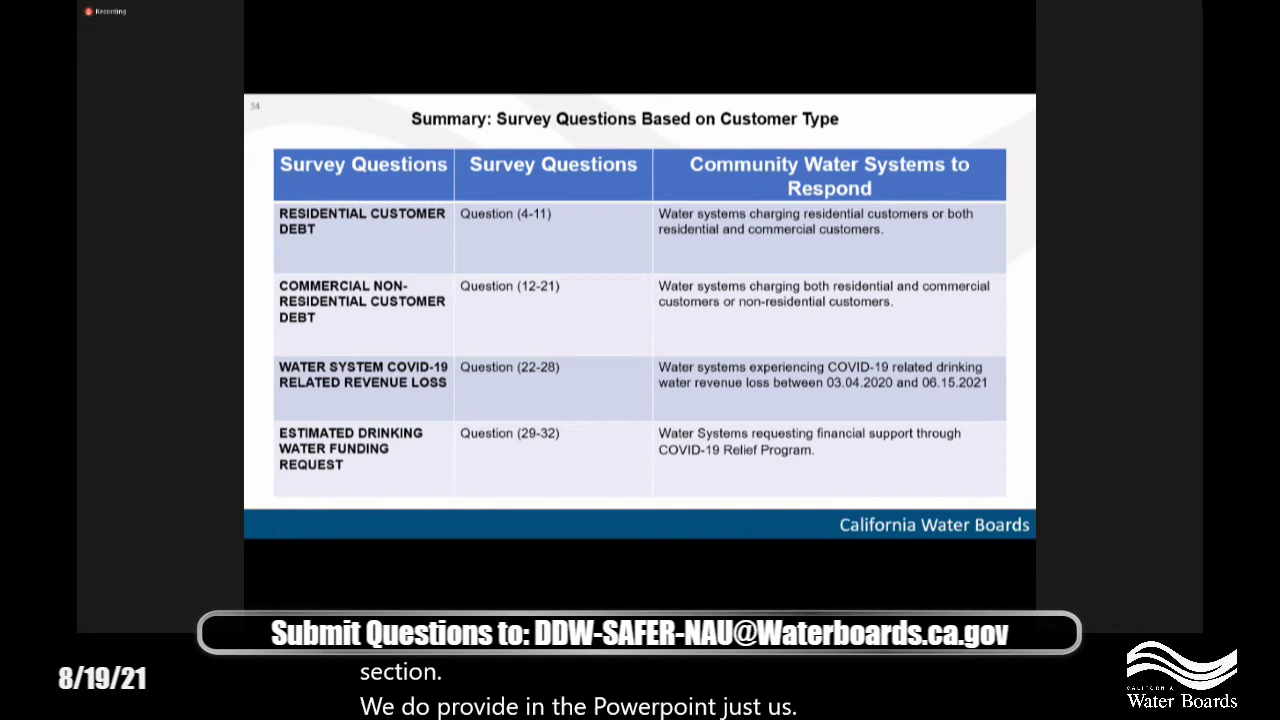 Recording
34
Summary: Survey Questions Based on Customer Type
Survey Questions
Survey Questions
Community Water Systems to
Respond
RESIDENTIAL CUSTOMER
DEBT
Question (4-11)
Water systems charging residential customers or both
residential and commercial customers.
COMMERCIAL NON-
RESIDENTIAL CUSTOMER
DEBT
Question (12-21)
Water systems charging both residential and commercial
customers or non-residential customers.
WATER SYSTEM COVID-19
RELATED REVENUE LOSS
Question (22-28)
Water systems experiencing COVID-19 related drinking
water revenue loss between 03.04.2020 and 06.15.2021
ESTIMATED DRINKING
WATER FUNDING
REQUEST
Question (29-32)
Water Systems requesting financial support through
COVID-19 Relief Program.
California Water Boards
Submit Questions to: DDW-SAFER-NAU@Waterboards.ca.gov
8/19/21
section.
We do provide in the Powerpoint just us.
CALIFORNIA
Water Boards